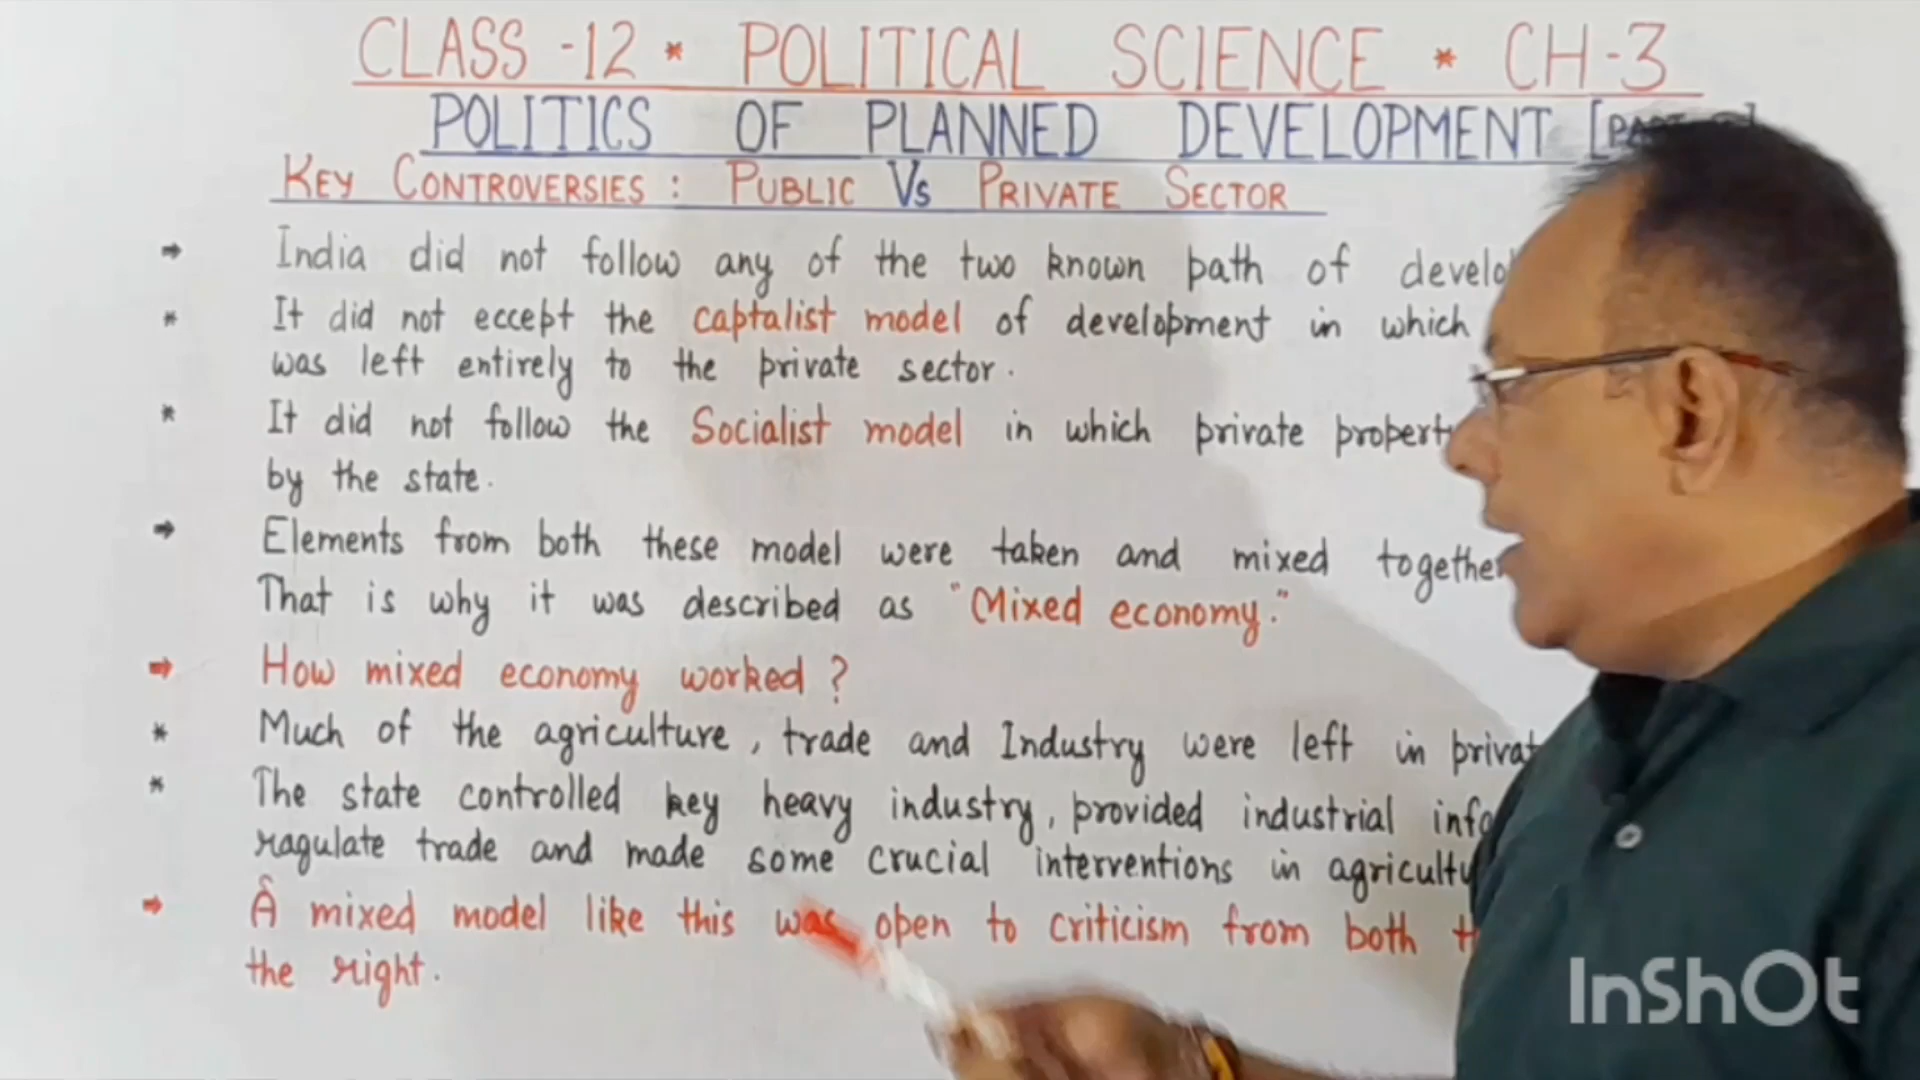 CLASS -12 * POLITICAL SCIENCE * CH-3
POLITICS OF PLANNED DEVELOPMENT
KEY CONTROVERSIES : PUBLIC Vs PRIVATE SECTOR
➡ India did not follow any of the two known path of
* It did not eccept the captalist model of development in which
was left entirely to the private sector.
* It did not follow the Socialist model in which private
by the state.
➡ Elements from both these model were taken and mixed together
That is why it was described as "Mixed economy."
➡ How mixed economy worked ?
* Much of the agriculture, trade and Industry were left in
* The state controlled key heavy industry, provided industrial
ragulate trade and made some crucial interventions in
➡ A mixed model like this was open to criticism from both
the right.
InShOt